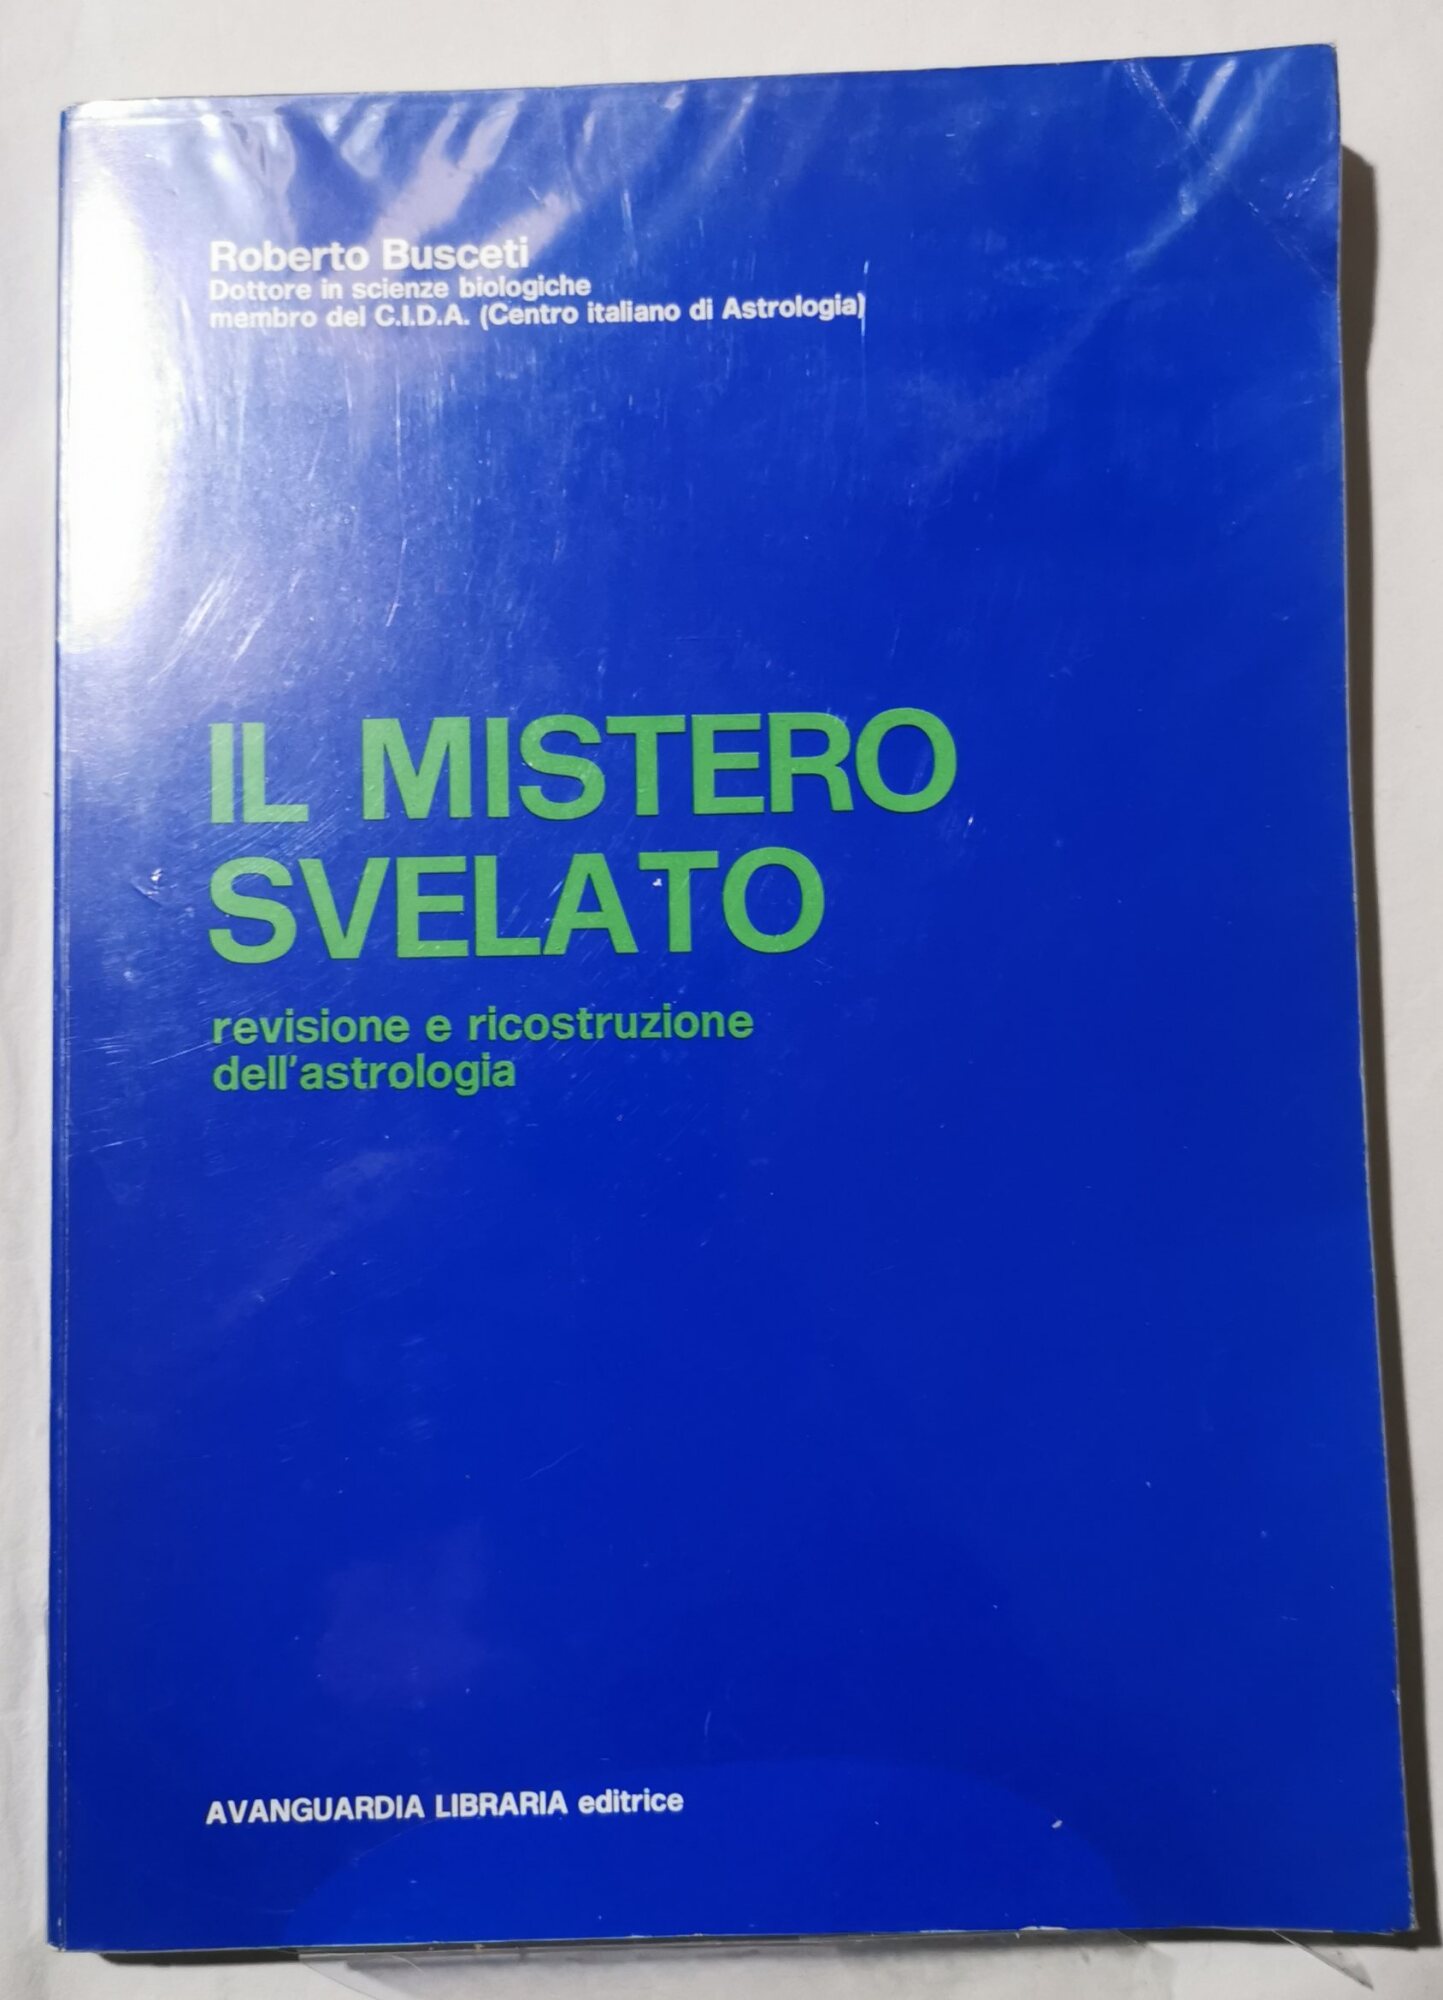 Roberto Busceti
Dottore in scienze biologiche
membro del C.I.D.A. (Centro italiano di Astrologia)
IL MISTERO
SVELATO
revisione e ricostruzione
dell'astrologia
AVANGUARDIA LIBRARIA editrice